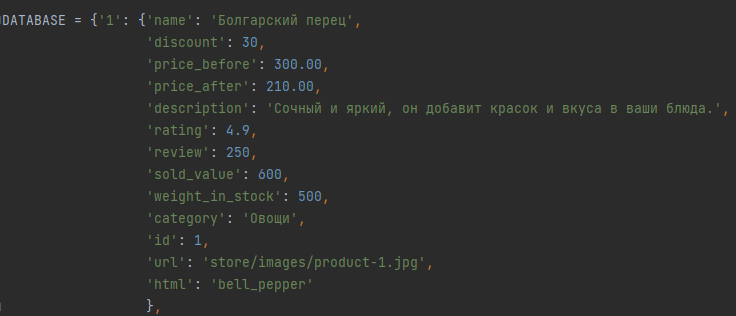 DATABASE = {'1': {'name': 'Болгарский перец',
'discount': 30,
'price_before': 300.00,
'price_after': 210.00,
'description': 'Сочный и яркий, он добавит красок и вкуса в ваши блюда.',
'rating': 4.9,
'review': 250,
'sold_value': 600,
'weight_in_stock': 500,
'category': 'Овощи',
'id': 1,
'url': 'store/images/product-1.jpg',
'html': 'bell_pepper'
},